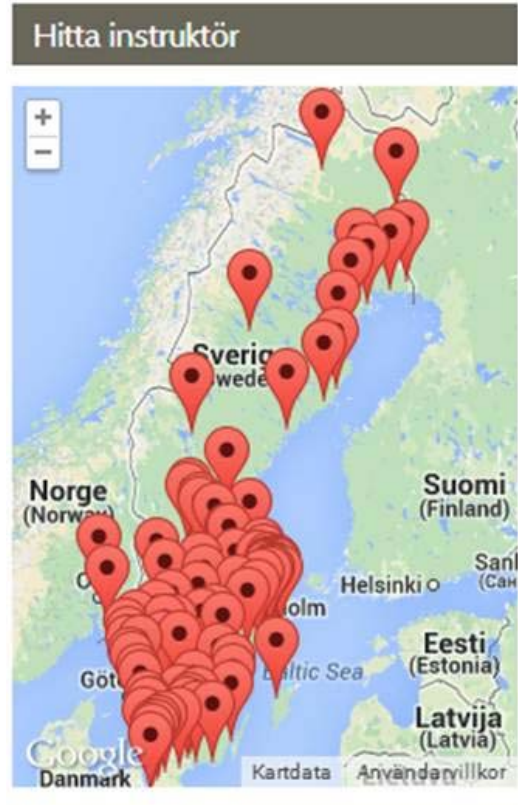 Hitta instruktör
+
−
Norge
(Norway)
Suomi
(Finland)
Helsinki
Eesti
(Estonia)
Baltic Sea
Latvija
(Latvia)
Google
Danmark
Kartdata
Användarvillkor